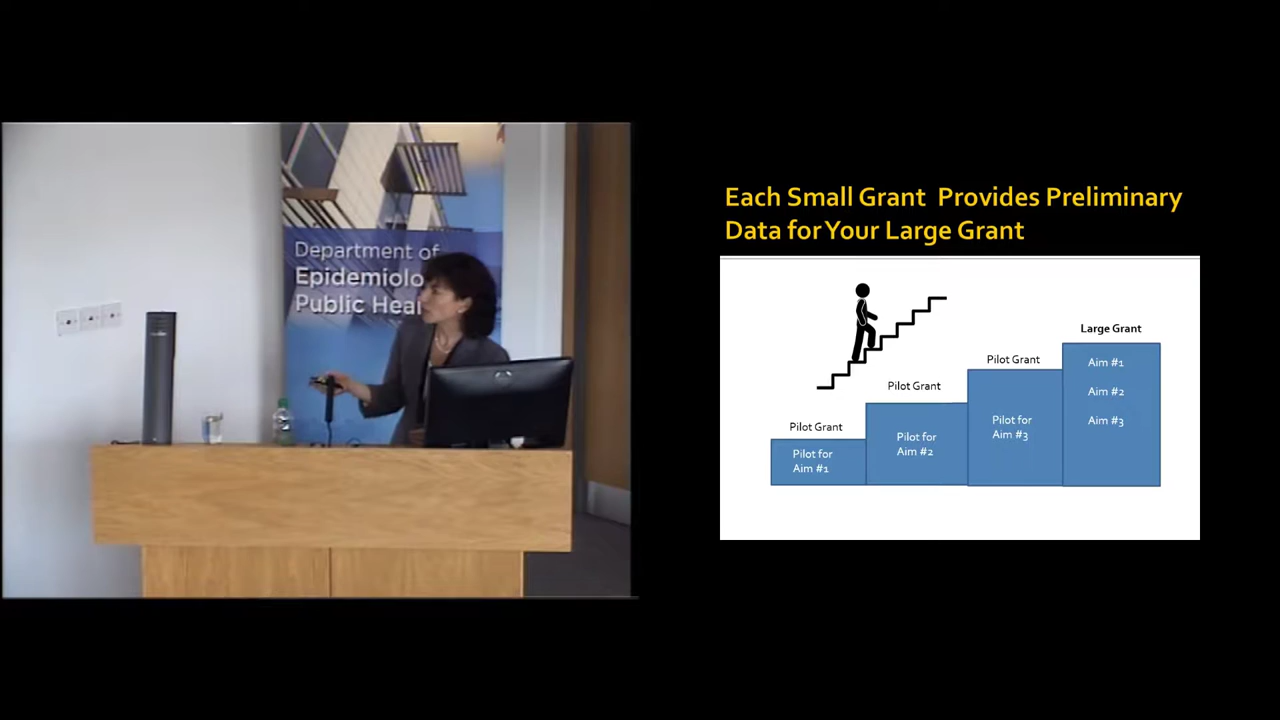 Department of
Epidemiolo
Public Heal
Each Small Grant Provides Preliminary
Data for Your Large Grant
Large Grant
Pilot Grant
Pilot Grant
Pilot Grant
Aim #1
Aim #2
Aim #3
Pilot for
Aim #3
Pilot for
Aim #2
Pilot for
Aim #1